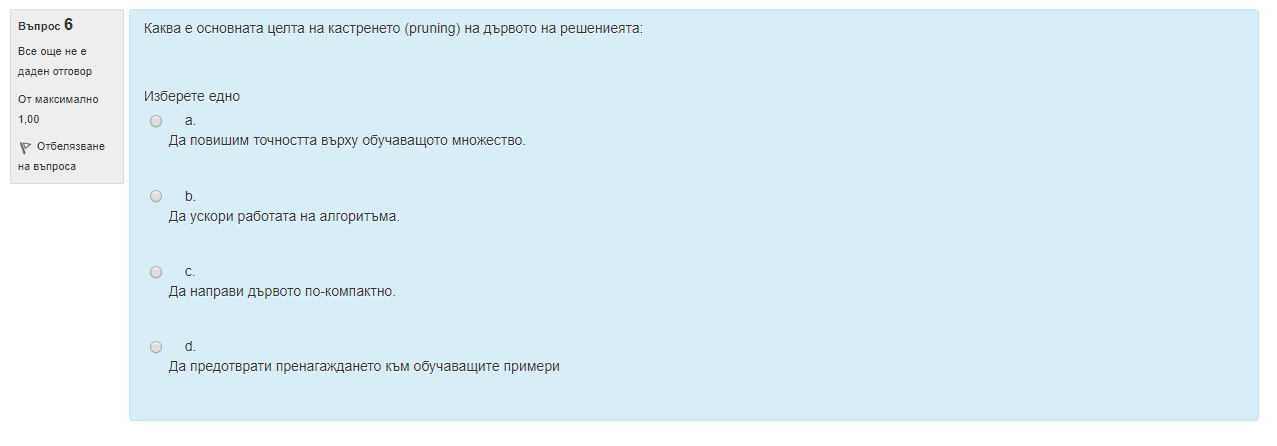 Въпрос 6
Все още не е
даден отговор
От максимално
1,00
Отбелязване
на въпроса
Каква е основната целта на кастренето (pruning) на дървото на решениеята:
Изберете едно
a.
Да повишим точността върху обучаващото множество.
b.
Да ускори работата на алгоритъма.
c.
Да направи дървото по-компактно.
d.
Да предотврати пренагаждането към обучаващите примери